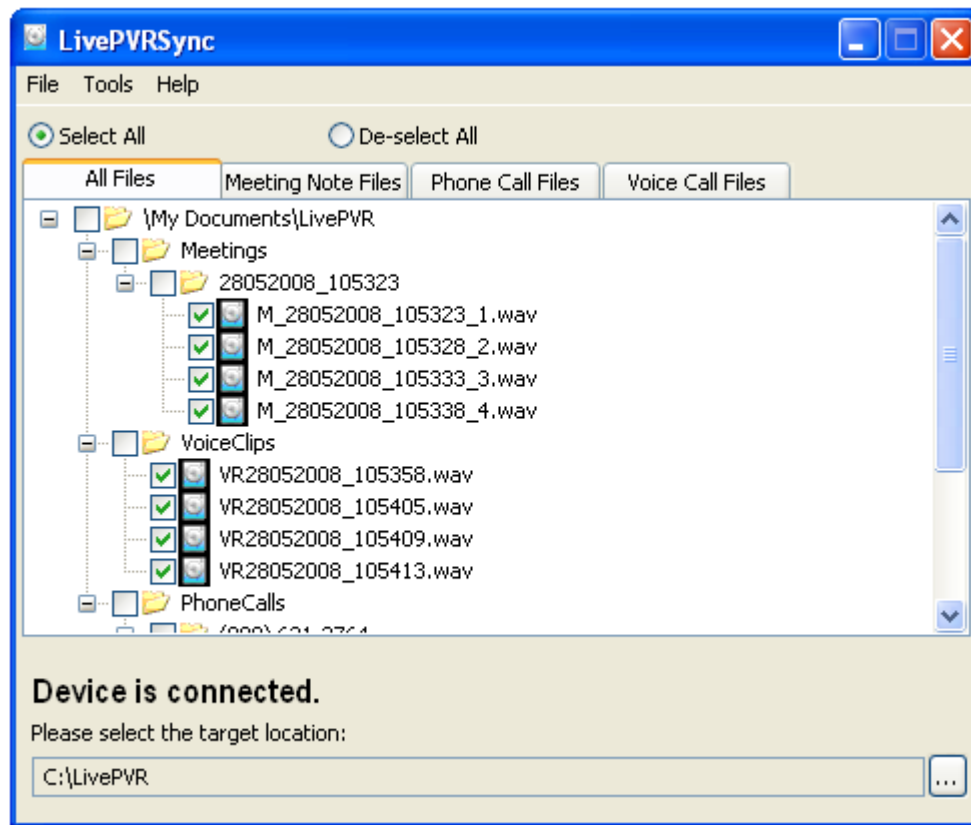 LivePVRSync
File Tools Help
Select All De-select All
All Files Meeting Note Files Phone Call Files Voice Call Files
\My Documents\LivePVR
Meetings
28052008_105323
M_28052008_105323_1.wav
M_28052008_105328_2.wav
M_28052008_105333_3.wav
M_28052008_105338_4.wav
VoiceClips
VR28052008_105358.wav
VR28052008_105405.wav
VR28052008_105409.wav
VR28052008_105413.wav
PhoneCalls
Device is connected.
Please select the target location:
C:\LivePVR
...